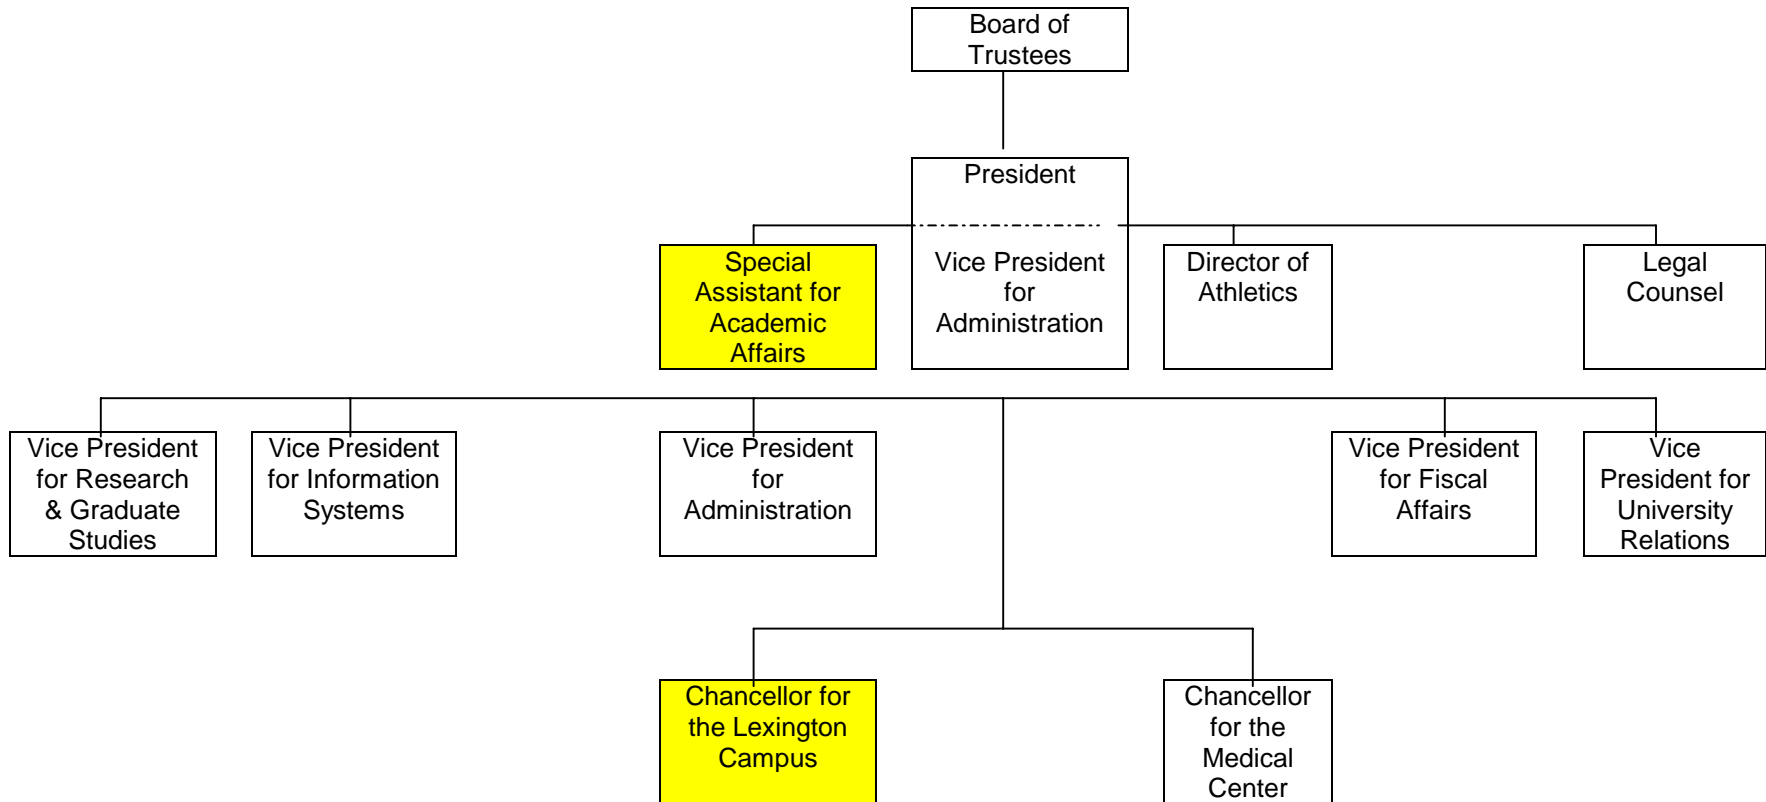 Board of
Trustees
President
Special
Assistant for
Academic
Affairs
Vice President
for
Administration
Director of
Athletics
Legal
Counsel
Vice President
for Research
& Graduate
Studies
Vice President
for Information
Systems
Vice President
for
Administration
Vice President
for Fiscal
Affairs
Vice
President for
University
Relations
Chancellor for
the Lexington
Campus
Chancellor
for the
Medical
Center